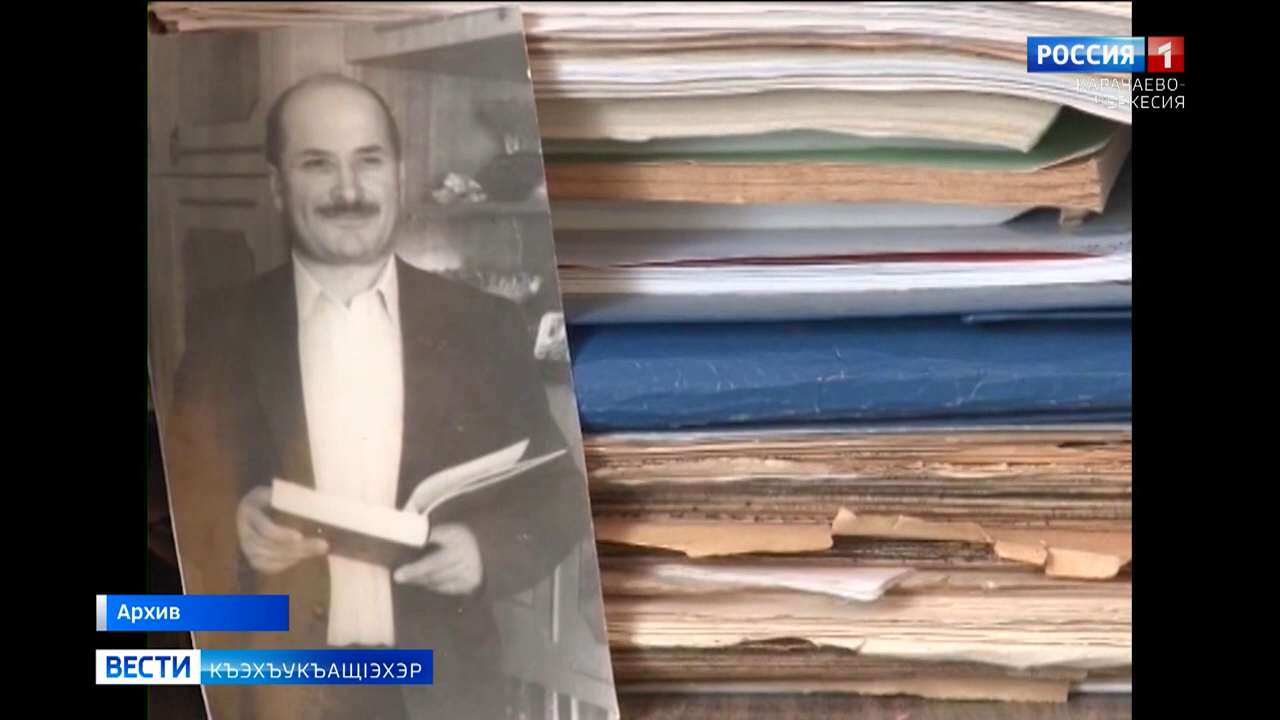 РОССИЯ 1
КАРАЧАЕВО-
ЧЕРКЕСИЯ
Архив
ВЕСТИ КЪЭХЪУКЪАЩIЭХЭР